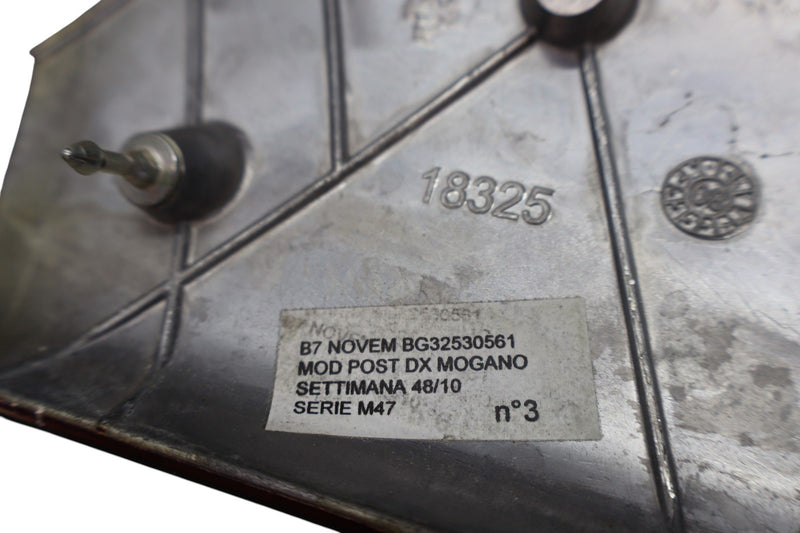 18325
B7 NOVEM BG32530561
MOD POST DX MOGANO
SETTIMANA 48/10
SERIE M47 n°3